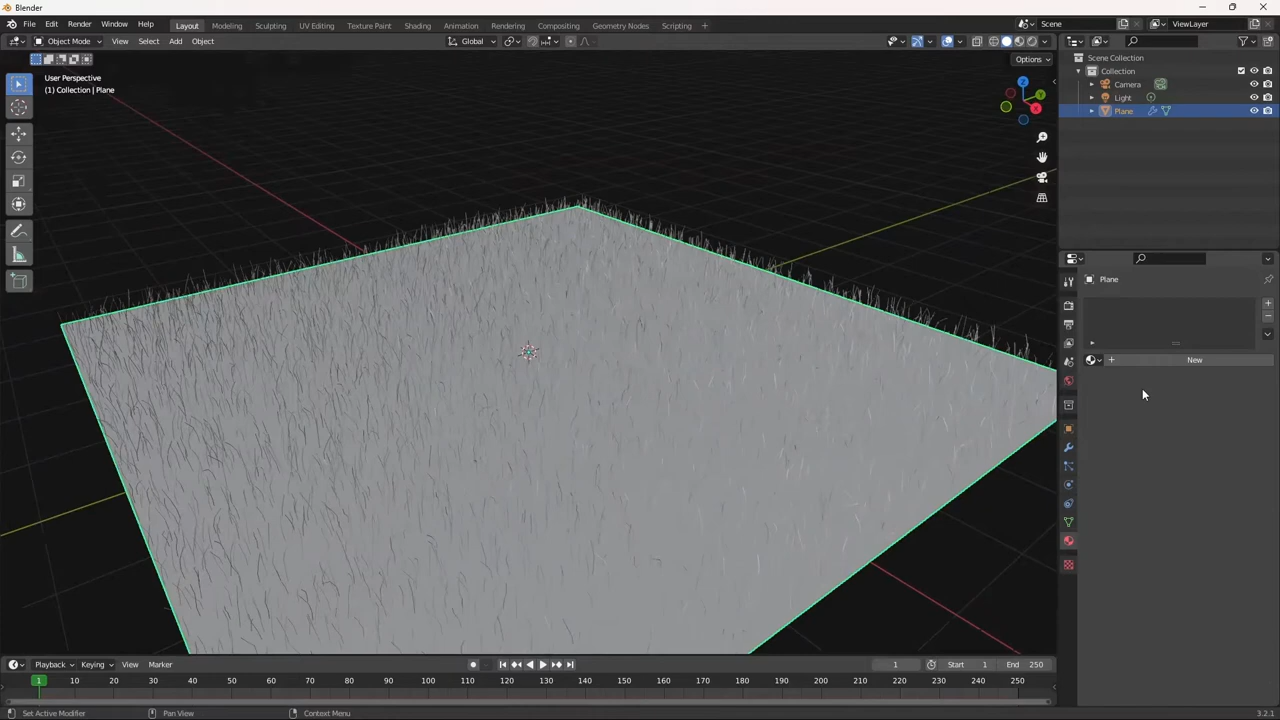 Blender
File Edit Render Window Help Layout Modeling Sculpting UV Editing Texture Paint Shading Animation Rendering Compositing Geometry Nodes Scripting + Scene ViewLayer
Object Mode View Select Add Object Global
Options
User Perspective
(1) Collection | Plane
Scene Collection
Collection
Camera
Light
Plane
X
Y
Z
Plane
New
Playback Keying View Marker 1 Start 1 End 250
1 10 20 30 40 50 60 70 80 90 100 110 120 130 140 150 160 170 180 190 200 210 220 230 240 250
Set Active Modifier Pan View Context Menu 3.2.1